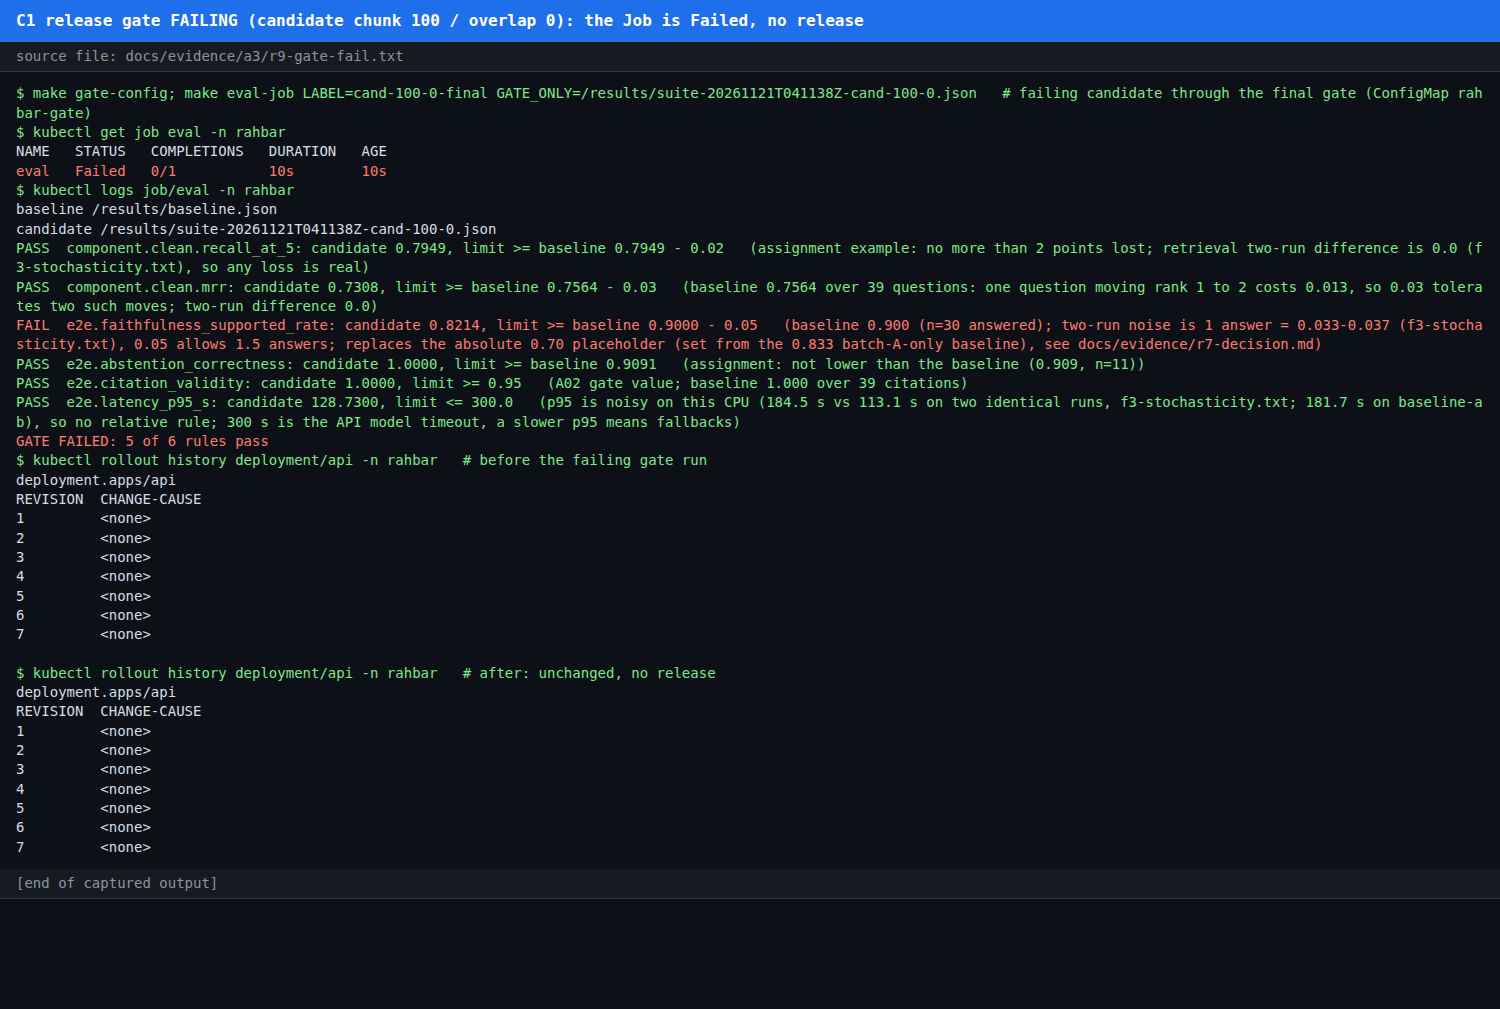 C1 release gate FAILING (candidate chunk 100 / overlap 0): the Job is Failed, no release
source file: docs/evidence/a3/r9-gate-fail.txt
$ make gate-config; make eval-job LABEL=cand-100-0-final GATE_ONLY=/results/suite-20261121T041138Z-cand-100-0.json   # failing candidate through the final gate (ConfigMap rah
bar-gate)
$ kubectl get job eval -n rahbar
NAME   STATUS   COMPLETIONS   DURATION   AGE
eval   Failed   0/1           10s        10s
$ kubectl logs job/eval -n rahbar
baseline /results/baseline.json
candidate /results/suite-20261121T041138Z-cand-100-0.json
PASS  component.clean.recall_at_5: candidate 0.7949, limit >= baseline 0.7949 - 0.02   (assignment example: no more than 2 points lost; retrieval two-run difference is 0.0 (f
3-stochasticity.txt), so any loss is real)
PASS  component.clean.mrr: candidate 0.7308, limit >= baseline 0.7564 - 0.03   (baseline 0.7564 over 39 questions: one question moving rank 1 to 2 costs 0.013, so 0.03 tolera
tes two such moves; two-run difference 0.0)
FAIL  e2e.faithfulness_supported_rate: candidate 0.8214, limit >= baseline 0.9000 - 0.05   (baseline 0.900 (n=30 answered); two-run noise is 1 answer = 0.033-0.037 (f3-stocha
sticity.txt), 0.05 allows 1.5 answers; replaces the absolute 0.70 placeholder (set from the 0.833 batch-A-only baseline), see docs/evidence/r7-decision.md)
PASS  e2e.abstention_correctness: candidate 1.0000, limit >= baseline 0.9091   (assignment: not lower than the baseline (0.909, n=11))
PASS  e2e.citation_validity: candidate 1.0000, limit >= 0.95   (A02 gate value; baseline 1.000 over 39 citations)
PASS  e2e.latency_p95_s: candidate 128.7300, limit <= 300.0   (p95 is noisy on this CPU (184.5 s vs 113.1 s on two identical runs, f3-stochasticity.txt; 181.7 s on baseline-a
b), so no relative rule; 300 s is the API model timeout, a slower p95 means fallbacks)
GATE FAILED: 5 of 6 rules pass
$ kubectl rollout history deployment/api -n rahbar   # before the failing gate run
deployment.apps/api
REVISION  CHANGE-CAUSE
1         <none>
2         <none>
3         <none>
4         <none>
5         <none>
6         <none>
7         <none>
$ kubectl rollout history deployment/api -n rahbar   # after: unchanged, no release
deployment.apps/api
REVISION  CHANGE-CAUSE
1         <none>
2         <none>
3         <none>
4         <none>
5         <none>
6         <none>
7         <none>
[end of captured output]